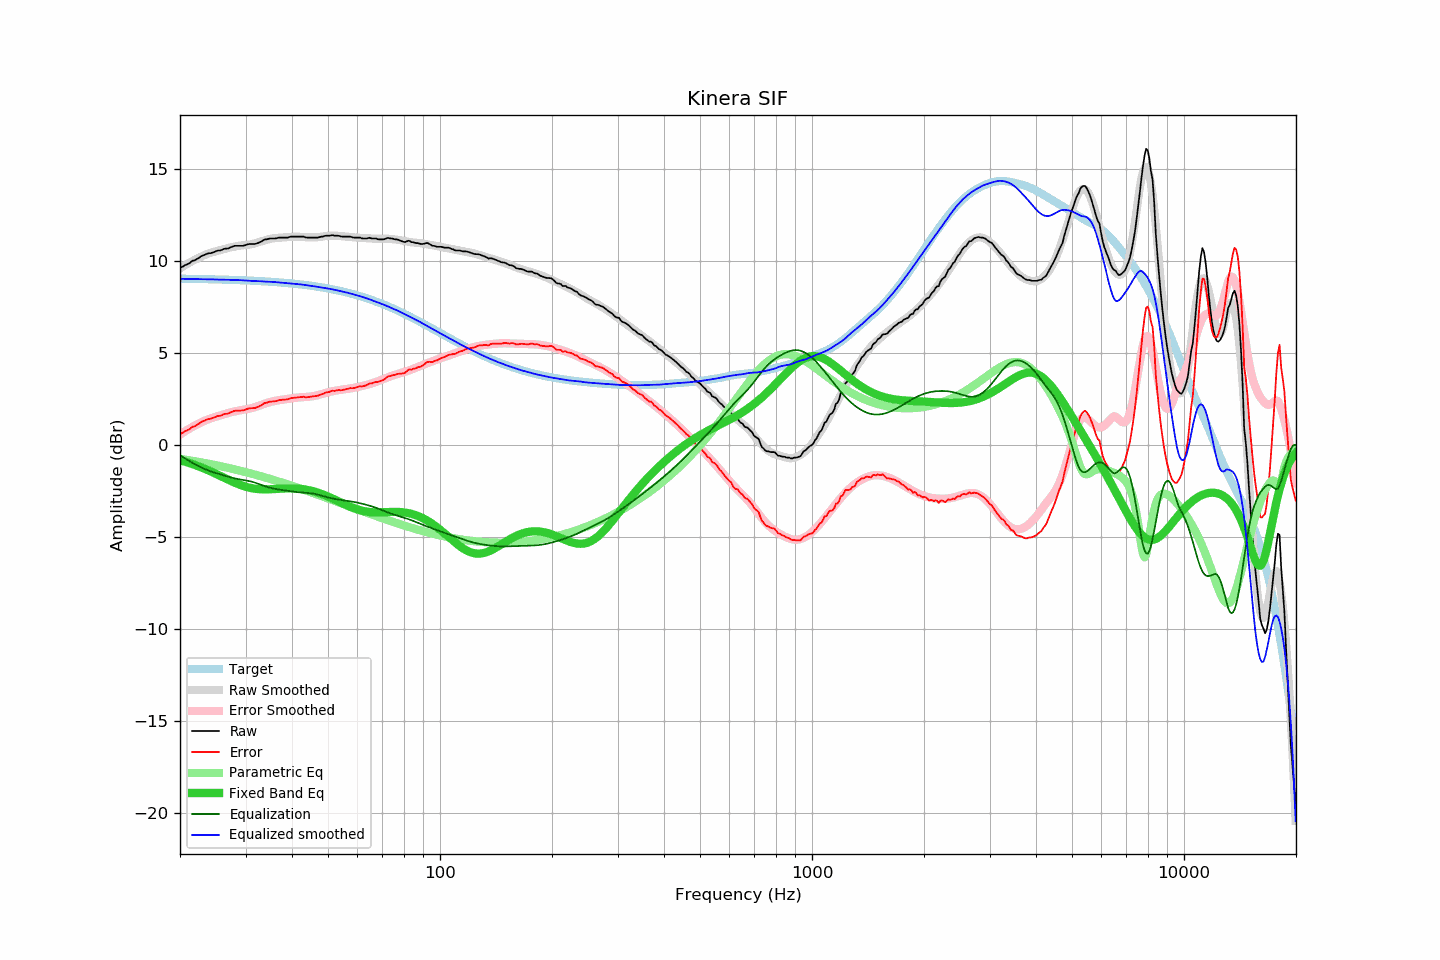 Kinera SIF
Amplitude (dBr)
15
10
5
0
−5
−10
−15
−20
Target
Raw Smoothed
Error Smoothed
Raw
Error
Parametric Eq
Fixed Band Eq
Equalization
Equalized smoothed
100
1000
10000
Frequency (Hz)